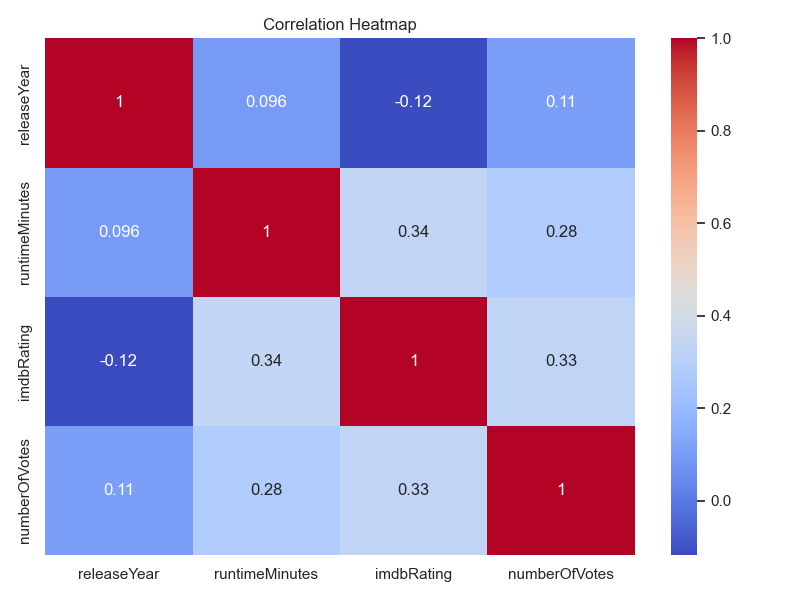 Correlation Heatmap
releaseYear 1 0.096 -0.12 0.11
runtimeMinutes 0.096 1 0.34 0.28
imdbRating -0.12 0.34 1 0.33
numberOfVotes 0.11 0.28 0.33 1
releaseYear runtimeMinutes imdbRating numberOfVotes
1.0
0.8
0.6
0.4
0.2
0.0